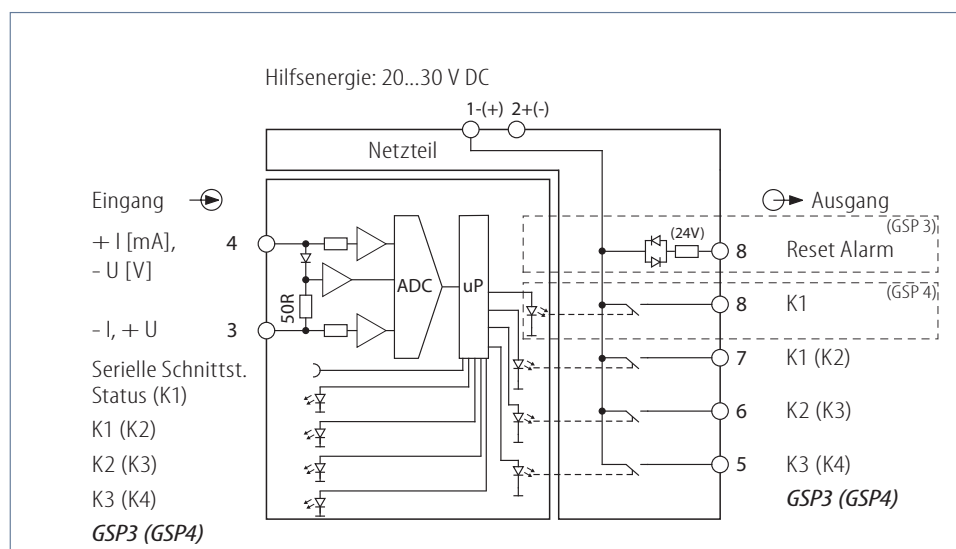 Hilfsenergie: 20...30 V DC
1-(+) 2+(-)
Netzteil
Eingang
Ausgang
+ I [mA],
- U [V]
4
50R
- I, + U
3
ADC
uP
(GSP 3)
(24V)
8
Reset Alarm
(GSP 4)
8
K1
7
K1 (K2)
6
K2 (K3)
5
K3 (K4)
GSP3 (GSP4)
Serielle Schnittst.
Status (K1)
K1 (K2)
K2 (K3)
K3 (K4)
GSP3 (GSP4)